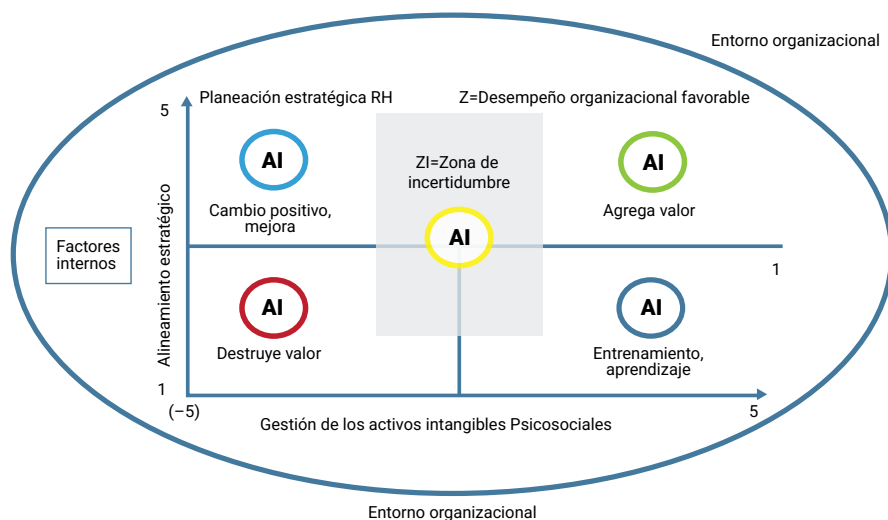 Entorno organizacional
Planeación estratégica RH
Z=Desempeño organizacional favorable
5
AI
ZI=Zona de
incertidumbre
AI
Cambio positivo,
mejora
Agrega valor
AI
Factores
internos
Alineamiento estratégico
1
AI
AI
Destruye valor
Entrenamiento,
aprendizaje
1
(–5)
5
Gestión de los activos intangibles Psicosociales
Entorno organizacional